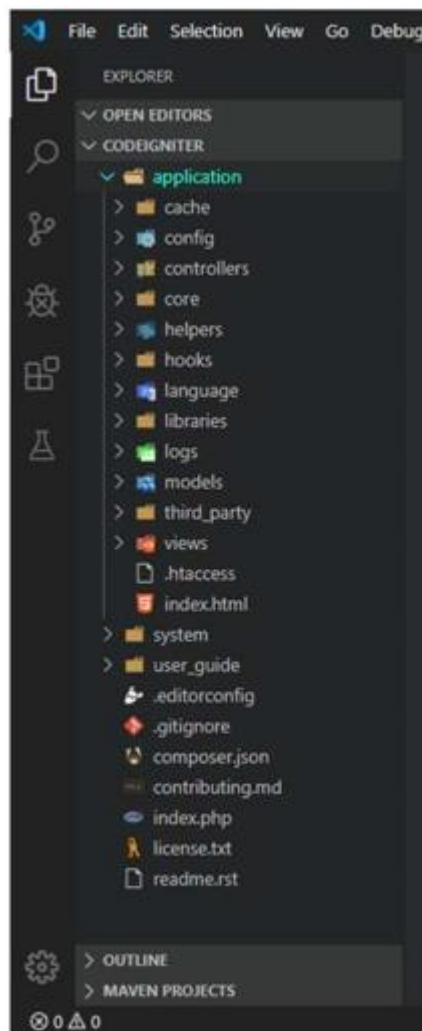 File Edit Selection View Go Debug
EXPLORER
OPEN EDITORS
CODEIGNITER
application
cache
config
controllers
core
helpers
hooks
language
libraries
logs
models
third_party
views
.htaccess
index.html
system
user_guide
.editorconfig
.gitignore
composer.json
contributing.md
index.php
license.txt
readme.rst
OUTLINE
MAVEN PROJECTS
0 0